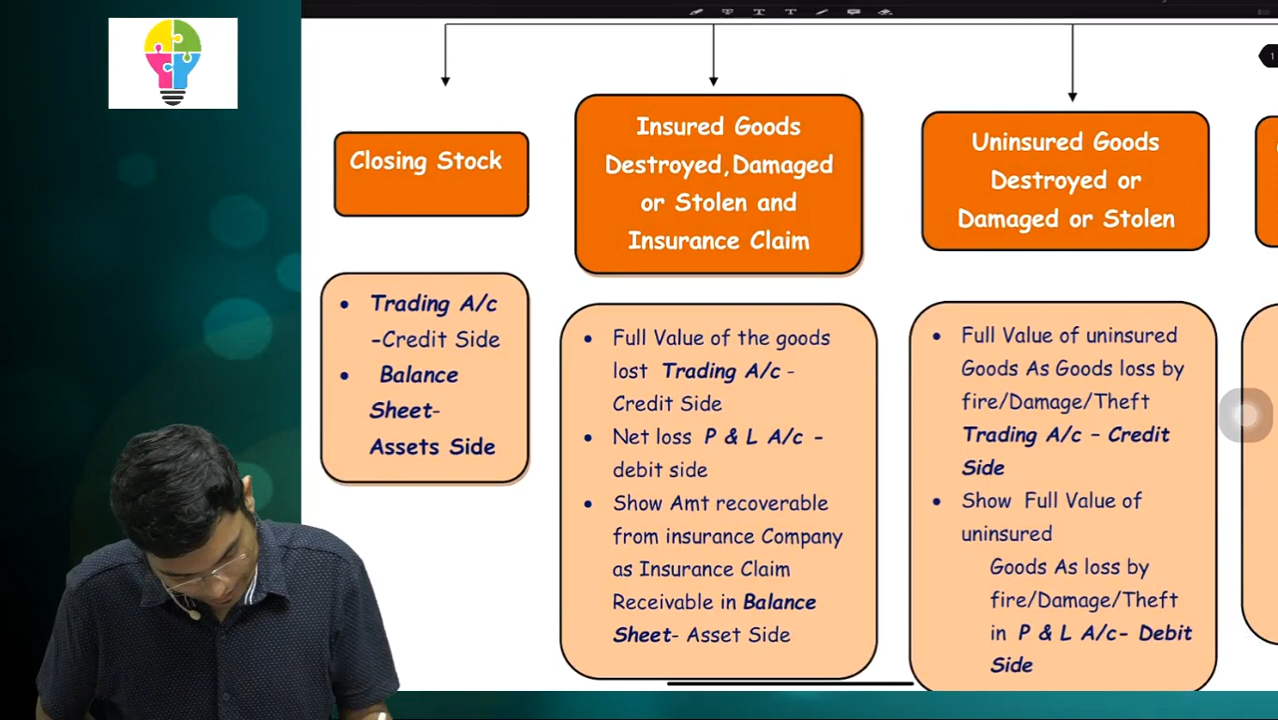 Closing Stock
Insured Goods
Destroyed,Damaged
or Stolen and
Insurance Claim
Uninsured Goods
Destroyed or
Damaged or Stolen
• Trading A/c
-Credit Side
• Balance
Sheet-
Assets Side
• Full Value of the goods
lost Trading A/c -
Credit Side
• Net loss P & L A/c -
debit side
• Show Amt recoverable
from insurance Company
as Insurance Claim
Receivable in Balance
Sheet- Asset Side
• Full Value of uninsured
Goods As Goods loss by
fire/Damage/Theft
Trading A/c - Credit
Side
• Show Full Value of
uninsured
Goods As loss by
fire/Damage/Theft
in P & L A/c- Debit
Side
1